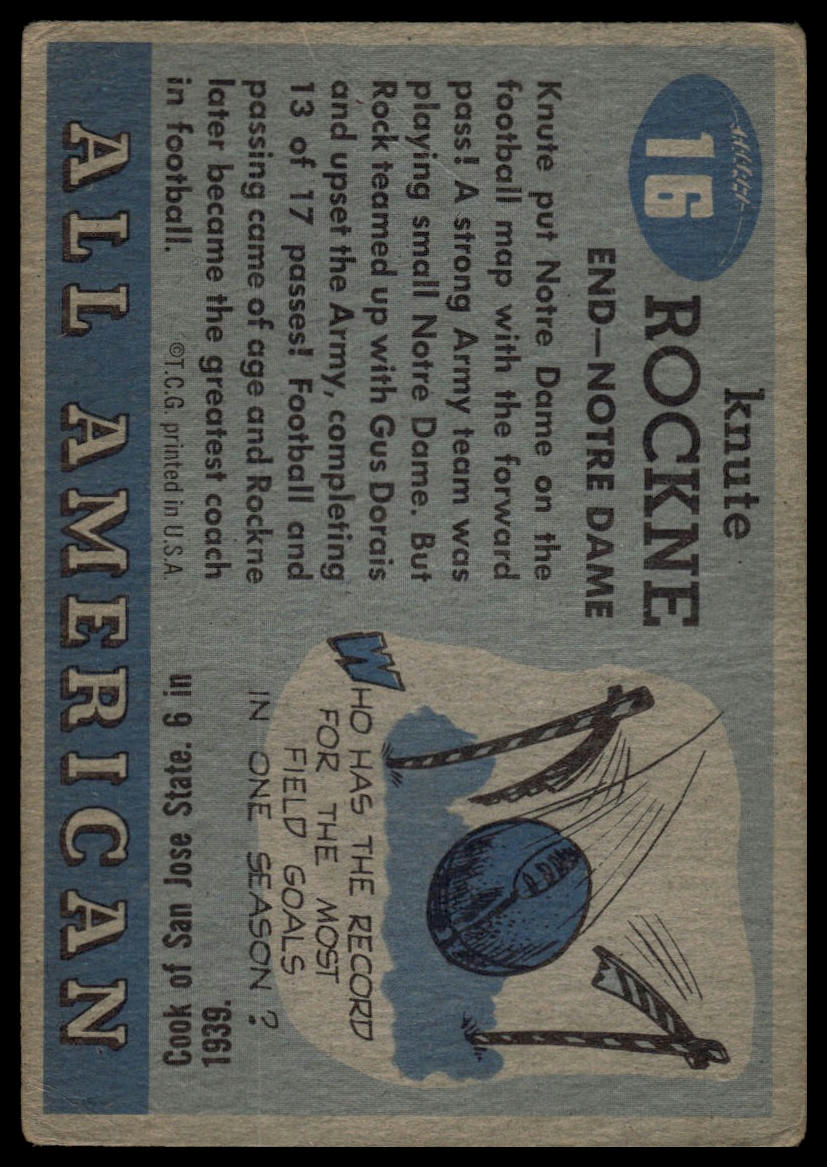 16
knute
ROCKNE
END—NOTRE DAME
Knute put Notre Dame on the
football map with the forward
pass! A strong Army team was
playing small Notre Dame. But
Rock teamed up with Gus Dorais
and upset the Army, completing
13 of 17 passes! Football and
passing came of age and Rockne
later became the greatest coach
in football.
©T.C.G. printed in U.S.A.
WHO HAS THE RECORD
FOR THE MOST
FIELD GOALS
IN ONE SEASON?
Cook of San Jose State. 6 in
1939.
ALL AMERICAN